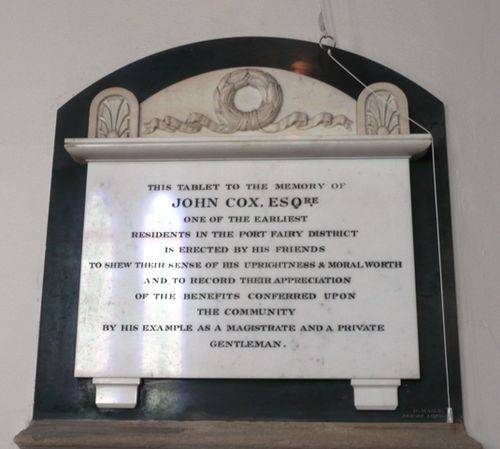 THIS TABLET TO THE MEMORY OF
JOHN COX, ESQRE
ONE OF THE EARLIEST
RESIDENTS IN THE PORT FAIRY DISTRICT
IS ERECTED BY HIS FRIENDS
TO SHEW THEIR SENSE OF HIS UPRIGHTNESS & MORAL WORTH
AND TO RECORD THEIR APPRECIATION
OF THE BENEFITS CONFERRED UPON
THE COMMUNITY
BY HIS EXAMPLE AS A MAGISTRATE AND A PRIVATE
GENTLEMAN.